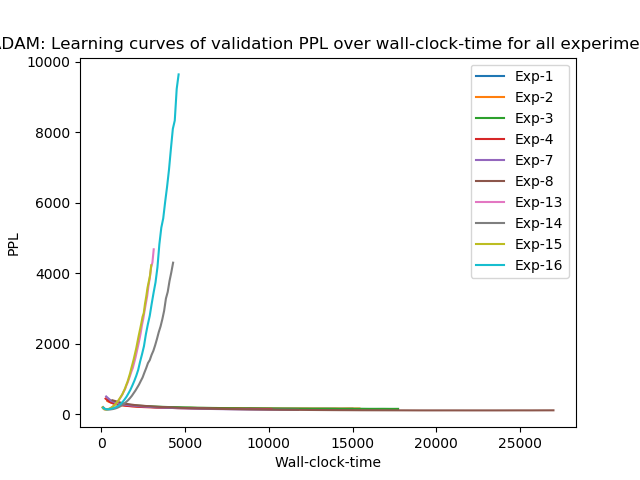 DAM: Learning curves of validation PPL over wall-clock-time for all experime
10000
8000
6000
4000
2000
0
PPL
0 5000 10000 15000 20000 25000
Wall-clock-time
Exp-1
Exp-2
Exp-3
Exp-4
Exp-7
Exp-8
Exp-13
Exp-14
Exp-15
Exp-16